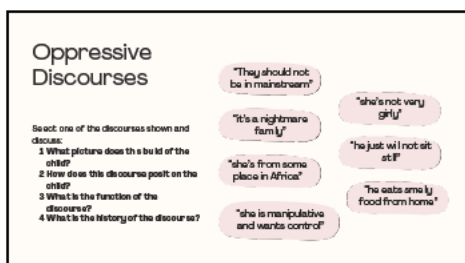 Oppressive
Discourses
Select one of the discourses shown and
discuss:
1 What picture does this build of the
child?
2 How does this discourse position the
child?
3 What is the function of the
discourse?
4 What is the history of the discourse?
"They should not
be in mainstream"
"it's a nightmare
family"
"she's from some
place in Africa"
"she is manipulative
and wants control"
"she's not very
girly"
"he just will not sit
still"
"he eats smelly
food from home"